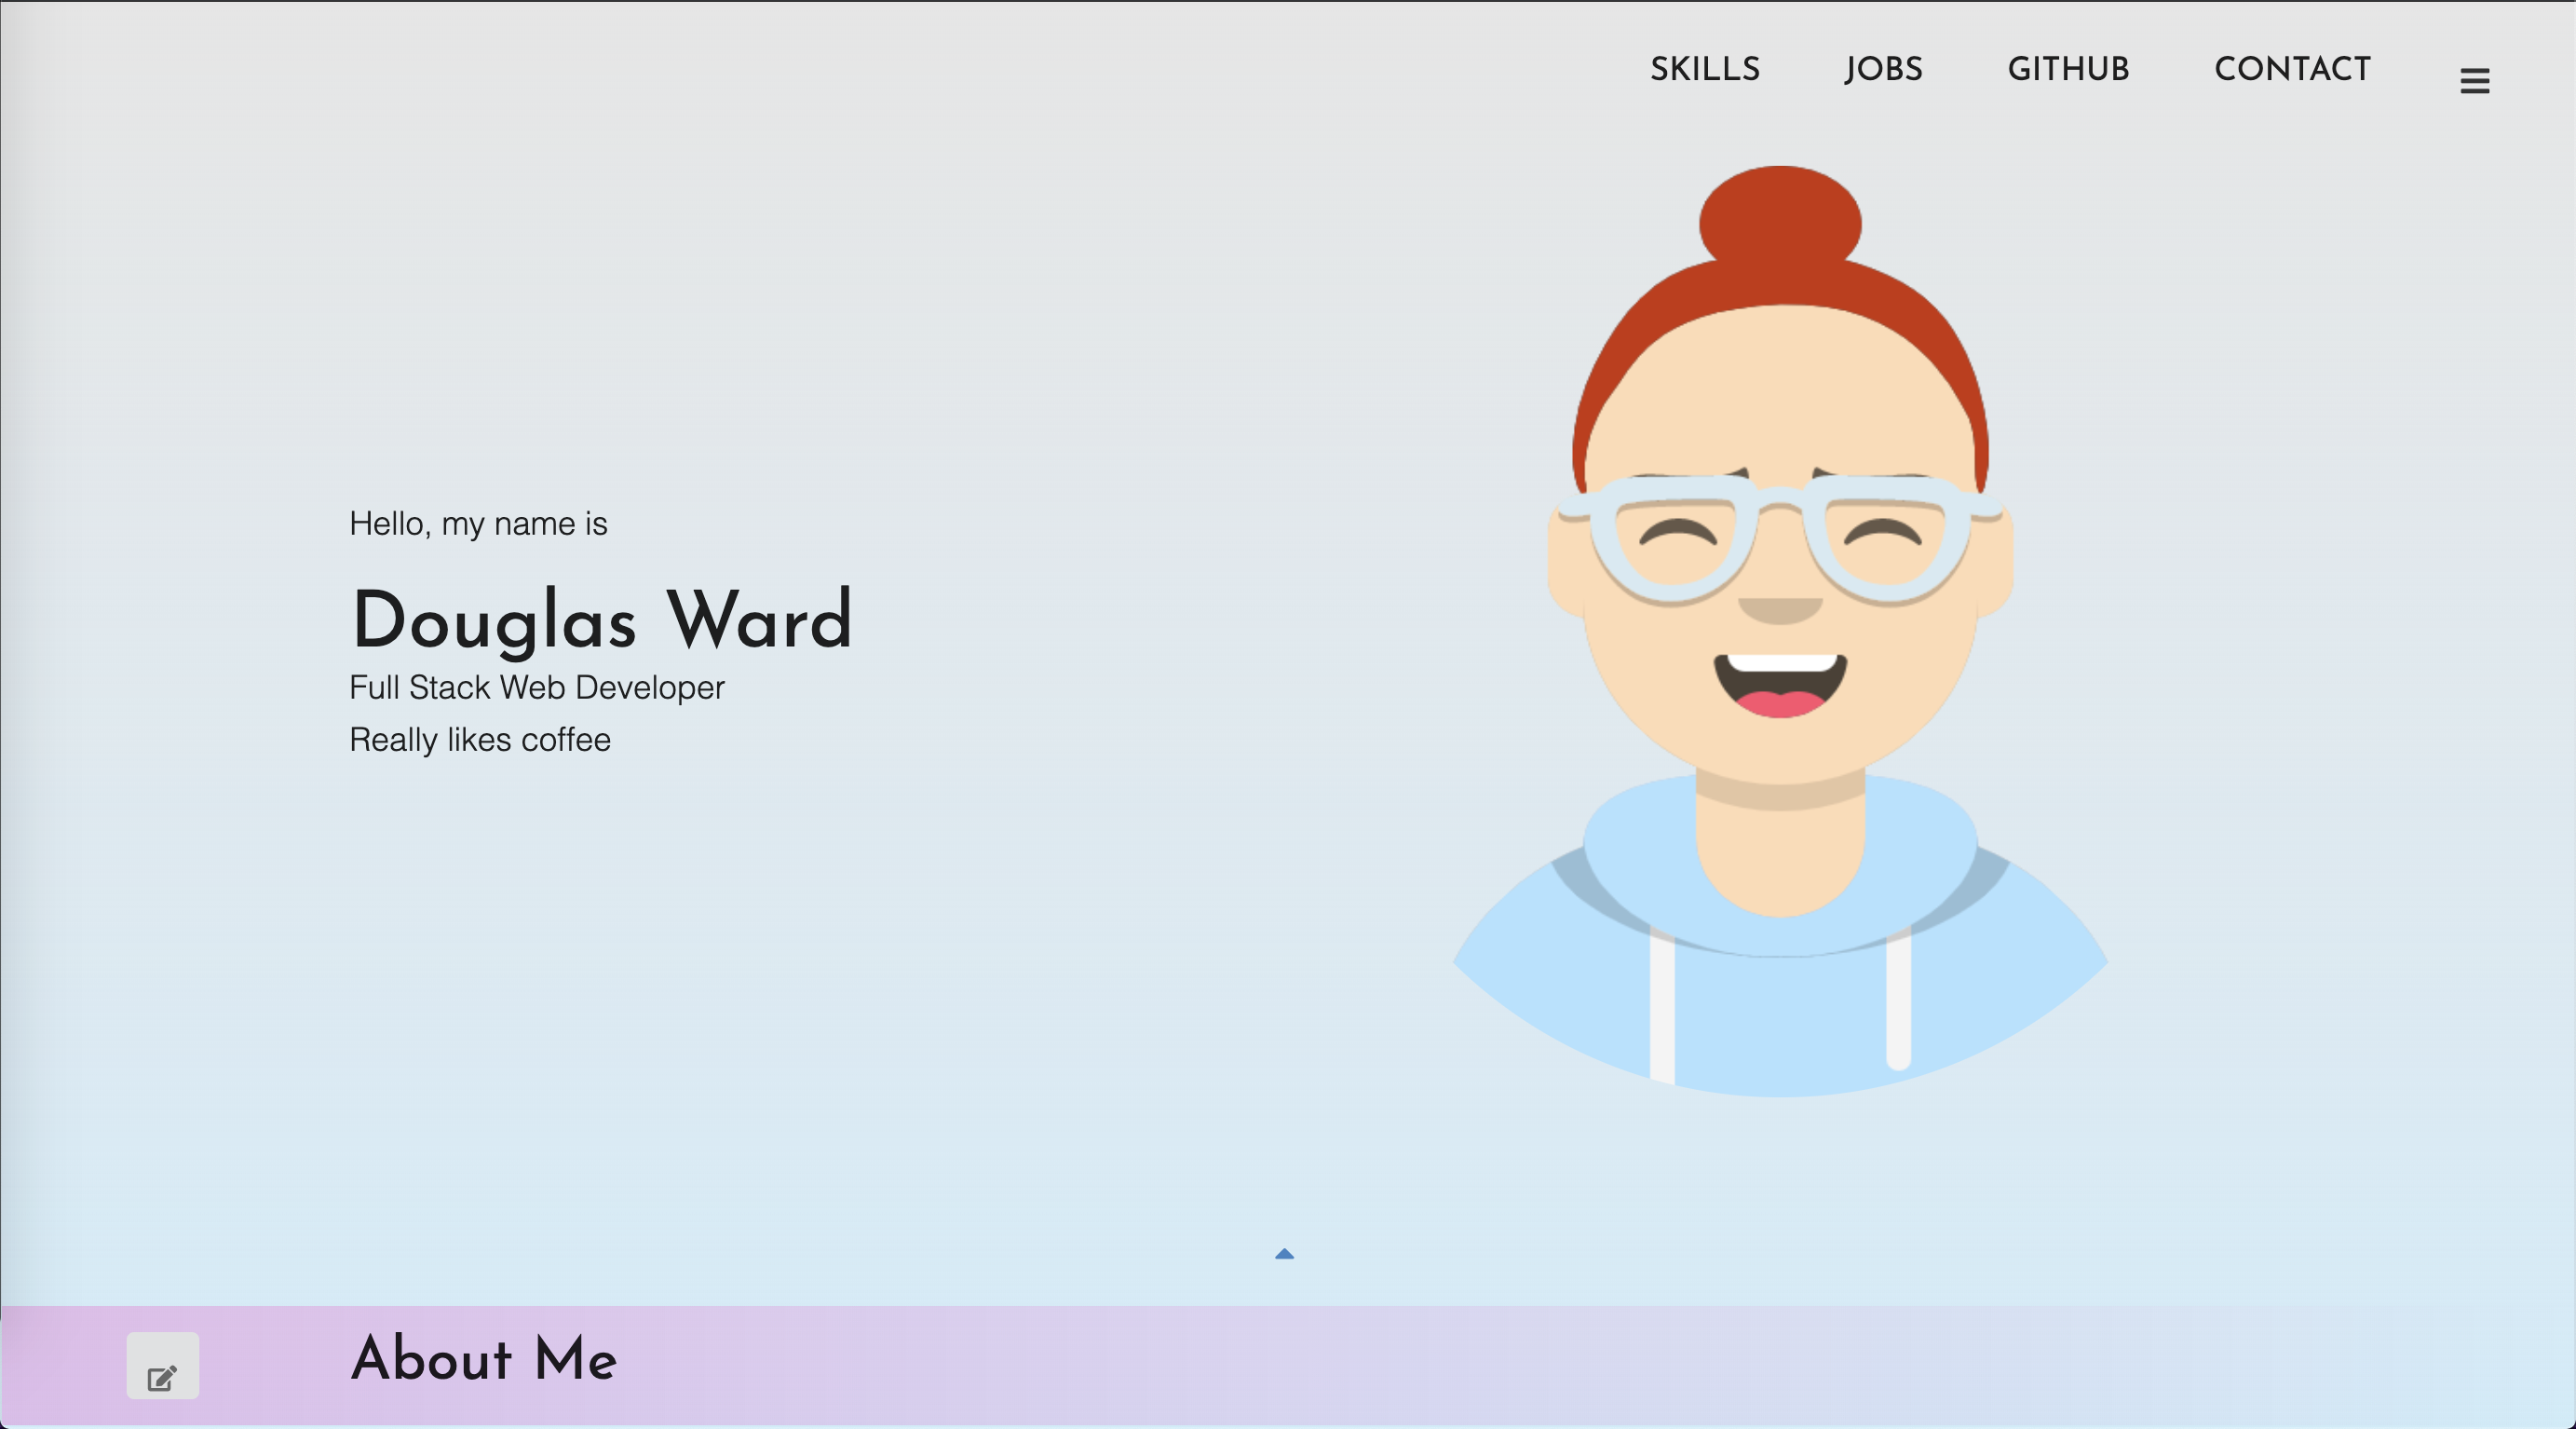 SKILLS JOBS GITHUB CONTACT
Hello, my name is
Douglas Ward
Full Stack Web Developer
Really likes coffee
About Me